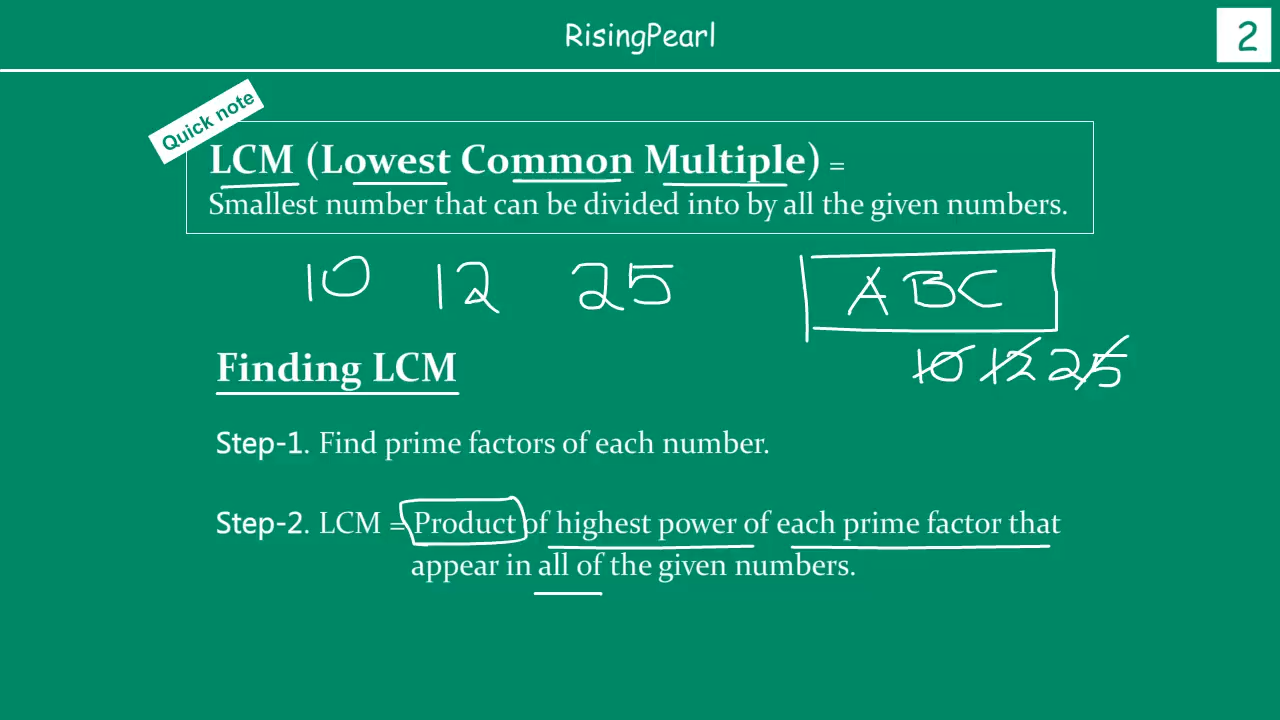 RisingPearl
2
Quick note
LCM (Lowest Common Multiple) =
Smallest number that can be divided into by all the given numbers.
10 12 25 ABC
Finding LCM
10 12 25
Step-1. Find prime factors of each number.
Step-2. LCM = Product of highest power of each prime factor that
appear in all of the given numbers.